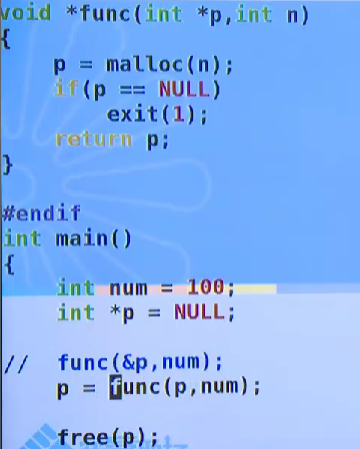 void *func(int *p,int n)
{
p = malloc(n);
if(p == NULL)
exit(1);
return p;
}
#endif
int main()
{
int num = 100;
int *p = NULL;
// func(&p,num);
p = func(p,num);
free(p);